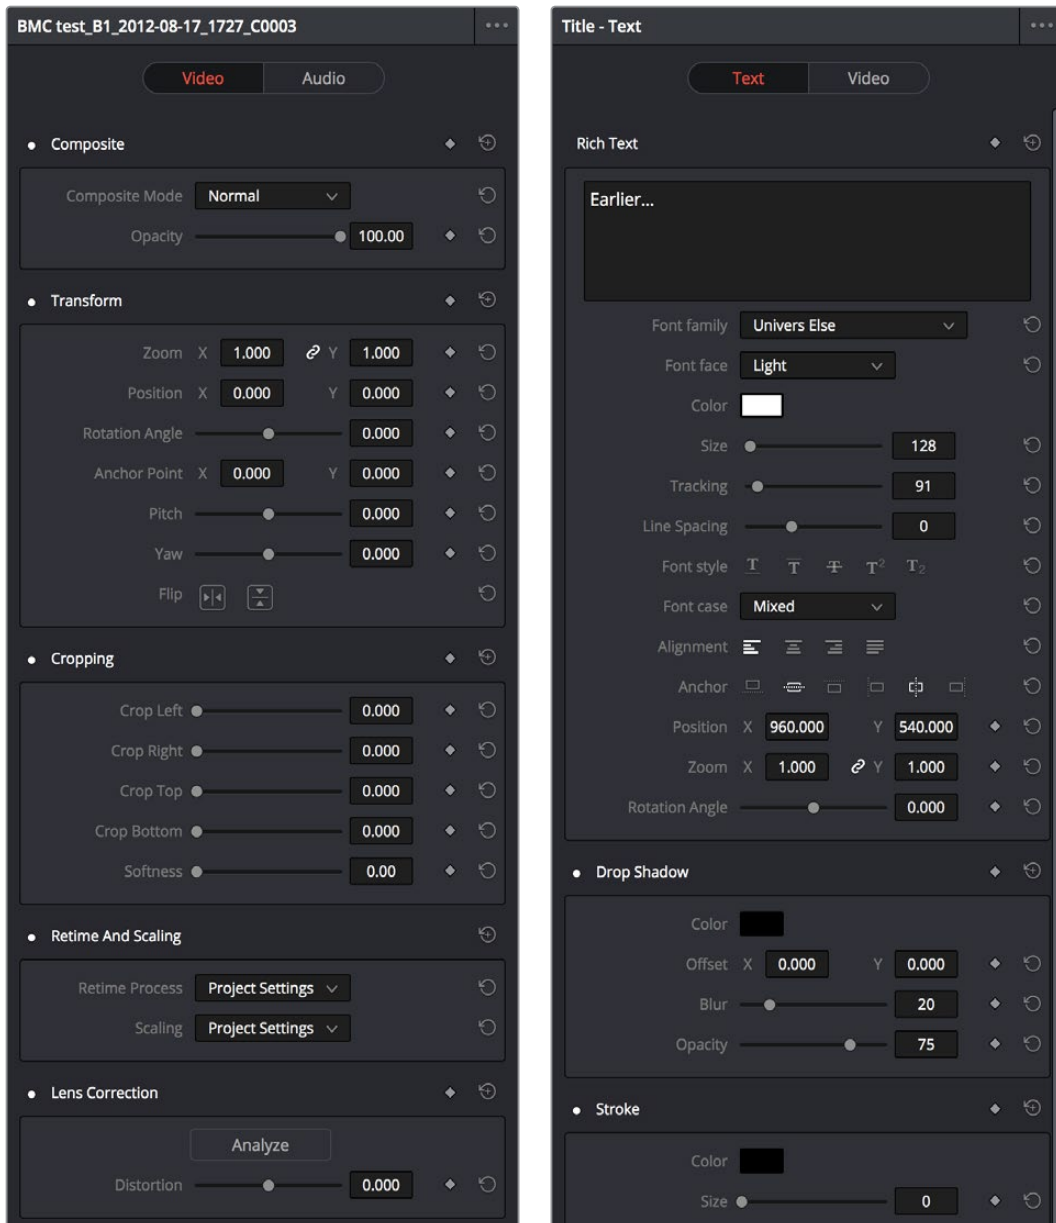 BMC test_B1_2012-08-17_1727_C0003
Video Audio
Composite
Composite Mode Normal
Opacity 100.00
Transform
Zoom X 1.000 Y 1.000
Position X 0.000 Y 0.000
Rotation Angle 0.000
Anchor Point X 0.000 Y 0.000
Pitch 0.000
Yaw 0.000
Flip
Cropping
Crop Left 0.000
Crop Right 0.000
Crop Top 0.000
Crop Bottom 0.000
Softness 0.00
Retime And Scaling
Retime Process Project Settings
Scaling Project Settings
Lens Correction
Analyze
Distortion 0.000
Title - Text
Text Video
Rich Text
Earlier...
Font family Univers Else
Font face Light
Color
Size 128
Tracking 91
Line Spacing 0
Font style T T T T² T₂
Font case Mixed
Alignment
Anchor
Position X 960.000 Y 540.000
Zoom X 1.000 Y 1.000
Rotation Angle 0.000
Drop Shadow
Color
Offset X 0.000 Y 0.000
Blur 20
Opacity 75
Stroke
Color
Size 0